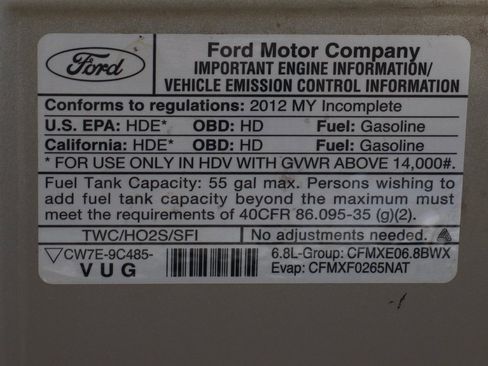 Ford
Ford Motor Company
IMPORTANT ENGINE INFORMATION/
VEHICLE EMISSION CONTROL INFORMATION
Conforms to regulations: 2012 MY Incomplete
U.S. EPA: HDE* OBD: HD Fuel: Gasoline
California: HDE* OBD: HD Fuel: Gasoline
* FOR USE ONLY IN HDV WITH GVWR ABOVE 14,000#.
Fuel Tank Capacity: 55 gal max. Persons wishing to
add fuel tank capacity beyond the maximum must
meet the requirements of 40CFR 86.095-35 (g)(2).
TWC/HO2S/SFI No adjustments needed.
CW7E-9C485- 6.8L-Group: CFMXE06.8BWX
VUG Evap: CFMXF0265NAT